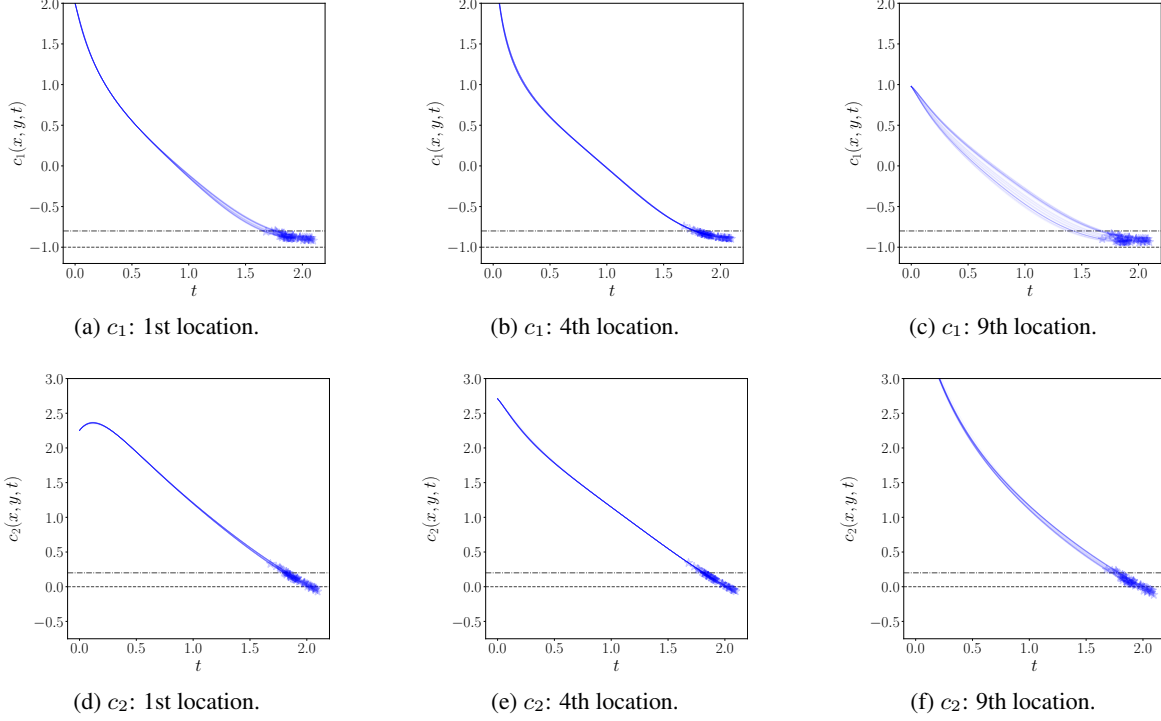 2.0
1.5
1.0
0.5
0.0
−0.5
−1.0
c₁(x, y, t)
0.0 0.5 1.0 1.5 2.0
t
(a) c₁: 1st location.
2.0
1.5
1.0
0.5
0.0
−0.5
−1.0
c₁(x, y, t)
0.0 0.5 1.0 1.5 2.0
t
(b) c₁: 4th location.
2.0
1.5
1.0
0.5
0.0
−0.5
−1.0
c₁(x, y, t)
0.0 0.5 1.0 1.5 2.0
t
(c) c₁: 9th location.
3.0
2.5
2.0
1.5
1.0
0.5
0.0
−0.5
c₂(x, y, t)
0.0 0.5 1.0 1.5 2.0
t
(d) c₂: 1st location.
3.0
2.5
2.0
1.5
1.0
0.5
0.0
−0.5
c₂(x, y, t)
0.0 0.5 1.0 1.5 2.0
t
(e) c₂: 4th location.
3.0
2.5
2.0
1.5
1.0
0.5
0.0
−0.5
c₂(x, y, t)
0.0 0.5 1.0 1.5 2.0
t
(f) c₂: 9th location.